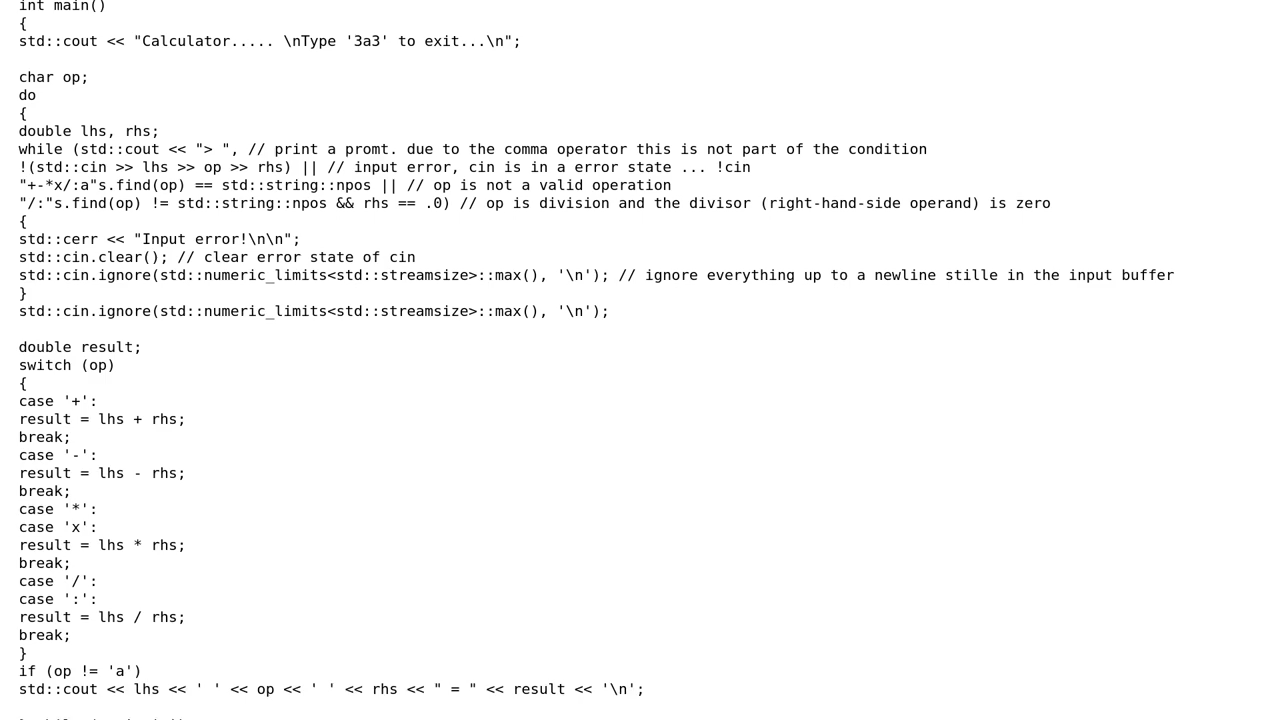 int main()
{
std::cout << "Calculator..... \nType '3a3' to exit...\n";
char op;
do
{
double lhs, rhs;
while (std::cout << "> ", // print a promt. due to the comma operator this is not part of the condition
!(std::cin >> lhs >> op >> rhs) || // input error, cin is in a error state ... !cin
"+-*x/:a"s.find(op) == std::string::npos || // op is not a valid operation
"/:"s.find(op) != std::string::npos && rhs == .0) // op is division and the divisor (right-hand-side operand) is zero
{
std::cerr << "Input error!\n\n";
std::cin.clear(); // clear error state of cin
std::cin.ignore(std::numeric_limits<std::streamsize>::max(), '\n'); // ignore everything up to a newline stille in the input buffer
}
std::cin.ignore(std::numeric_limits<std::streamsize>::max(), '\n');
double result;
switch (op)
{
case '+':
result = lhs + rhs;
break;
case '-':
result = lhs - rhs;
break;
case '*':
case 'x':
result = lhs * rhs;
break;
case '/':
case ':':
result = lhs / rhs;
break;
}
if (op != 'a')
std::cout << lhs << ' ' << op << ' ' << rhs << " = " << result << '\n';